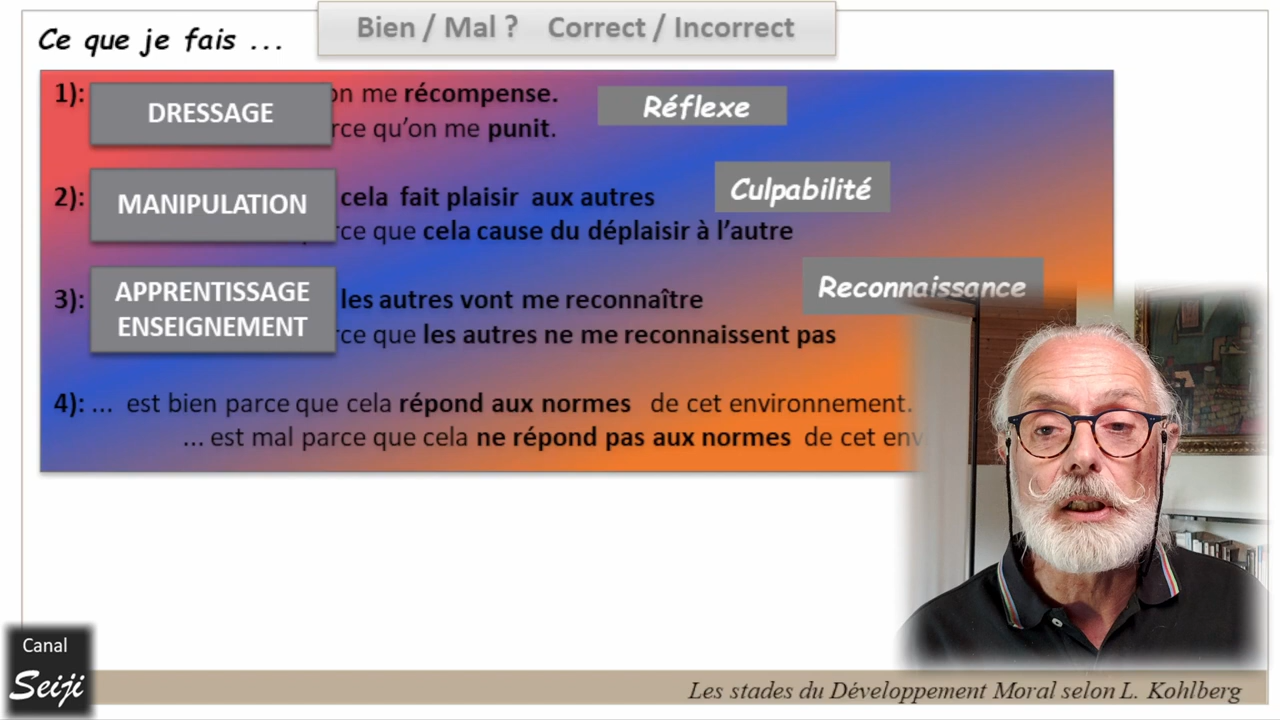 Ce que je fais ...
Bien / Mal ? Correct / Incorrect
1): DRESSAGE on me récompense. Réflexe
rce qu'on me punit.
2): MANIPULATION cela fait plaisir aux autres Culpabilité
rce que cela cause du déplaisir à l'autre
3): APPRENTISSAGE ENSEIGNEMENT les autres vont me reconnaître Reconnaissance
ce que les autres ne me reconnaissent pas
4): ... est bien parce que cela répond aux normes de cet environnement.
... est mal parce que cela ne répond pas aux normes de cet env
Canal
Seiji
Les stades du Développement Moral selon L. Kohlberg